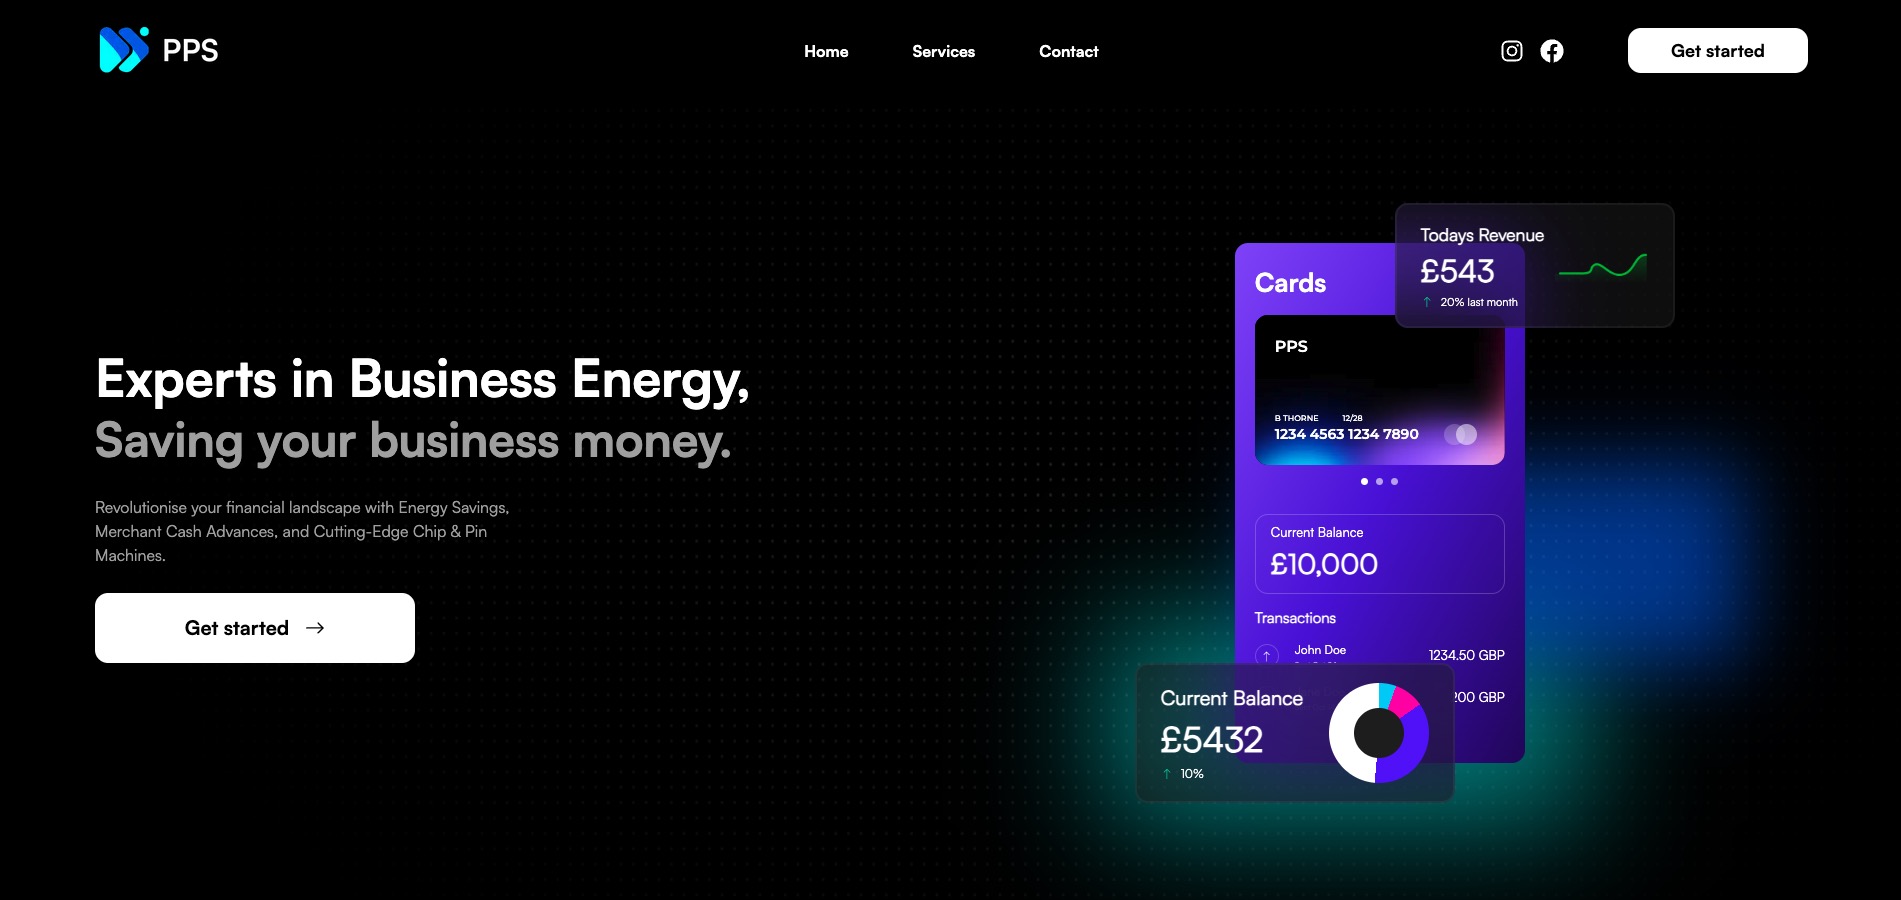 PPS
Home
Services
Contact
Get started
Experts in Business Energy,
Saving your business money.
Revolutionise your financial landscape with Energy Savings,
Merchant Cash Advances, and Cutting-Edge Chip & Pin
Machines.
Get started
Todays Revenue
£543
20% last month
Cards
PPS
B THORNE 12/28
1234 4563 1234 7890
Current Balance
£10,000
Transactions
John Doe 1234.50 GBP
GBP
Current Balance
£5432
10%